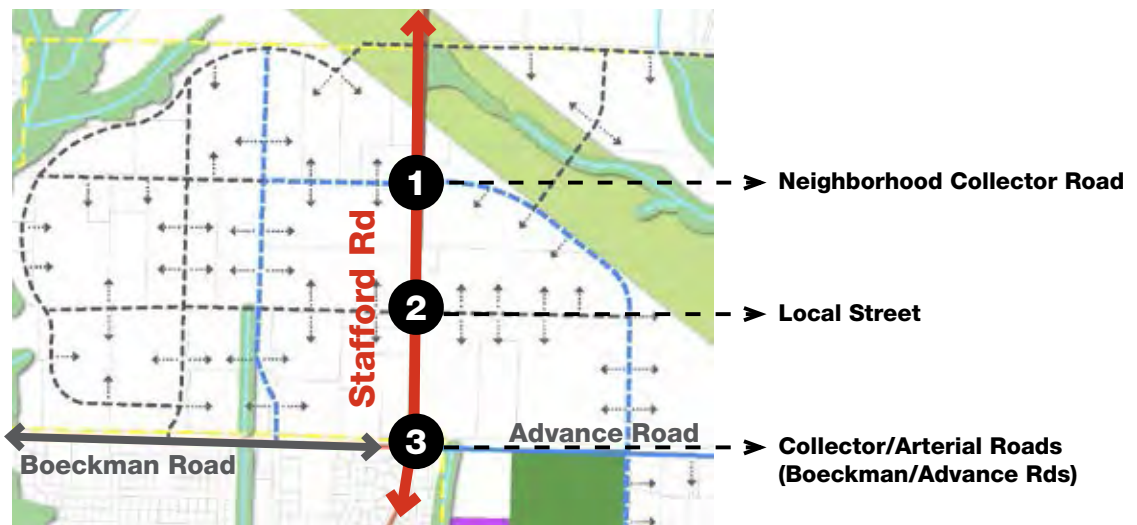 1
Neighborhood Collector Road
Stafford Rd
2
Local Street
3
Advance Road
Collector/Arterial Roads
(Boeckman/Advance Rds)
Boeckman Road